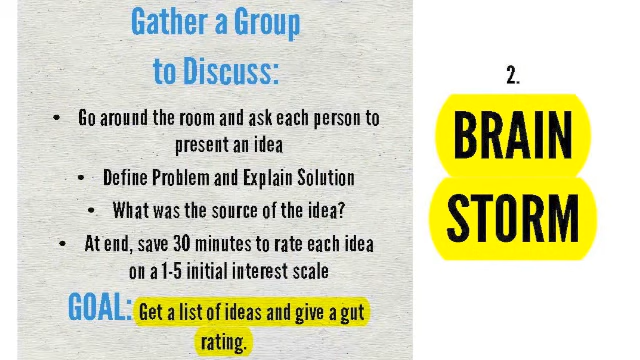 Gather a Group
to Discuss:
• Go around the room and ask each person to
present an idea
• Define Problem and Explain Solution
• What was the source of the idea?
• At end, save 30 minutes to rate each idea
on a 1-5 initial interest scale
GOAL: Get a list of ideas and give a gut
rating.
2.
BRAIN
STORM